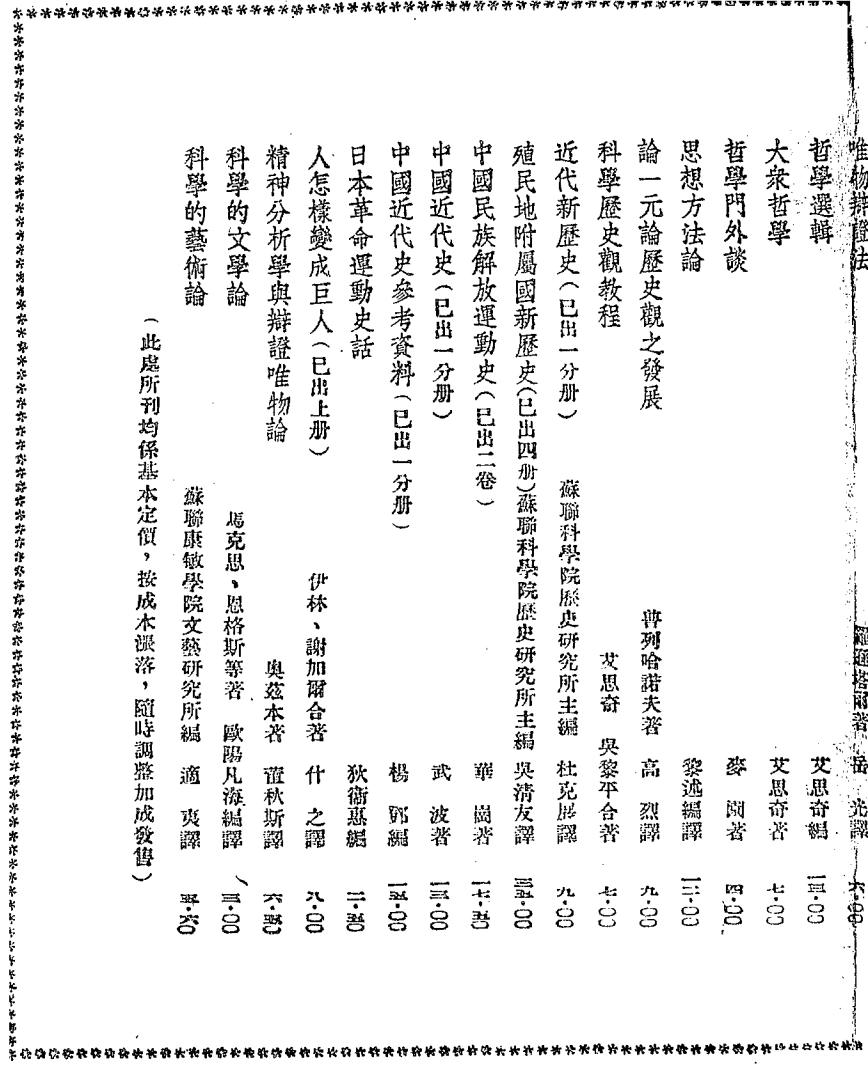 唯物辯證法 羅逋塔爾著 岳光譯 六·00
哲學選輯 艾思奇編 一三·00
大衆哲學 艾思奇著 七·00
哲學門外談 麥園著 四·00
思想方法論 黎述編譯 一二·00
論一元論歷史觀之發展 普列哈諾夫著 高烈譯 九·00
科學歷史觀教程 艾思奇 吳黎平合著 七·00
近代新歷史(已出一分册) 蘇聯科學院歷史研究所主編 杜克展譯 九·00
殖民地附屬國新歷史(已出四册)蘇聯科學院歷史研究所主編 吳清友譯 三五·00
中國民族解放運動史(已出二卷) 華崗著 一七·五0
中國近代史(已出一分册) 武波著 一三·00
中國近代史參考資料(已出一分册) 楊編 一五·00
日本革命運動史話 狄衞惠編 二·五0
人怎樣變成巨人(已出上册) 伊林、謝加爾合著 什之譯 八·00
精神分析學與辯證唯物論 奧兹本著 董秋斯譯 六·五0
科學的文學論 馬克思、恩格斯等著 歐陽凡海編譯 三·00
科學的藝術論 蘇聯康敏學院文藝研究所編 適夷譯 五·六0
(此處所刊均係基本定價，按成本漲落，隨時調整加成發售)